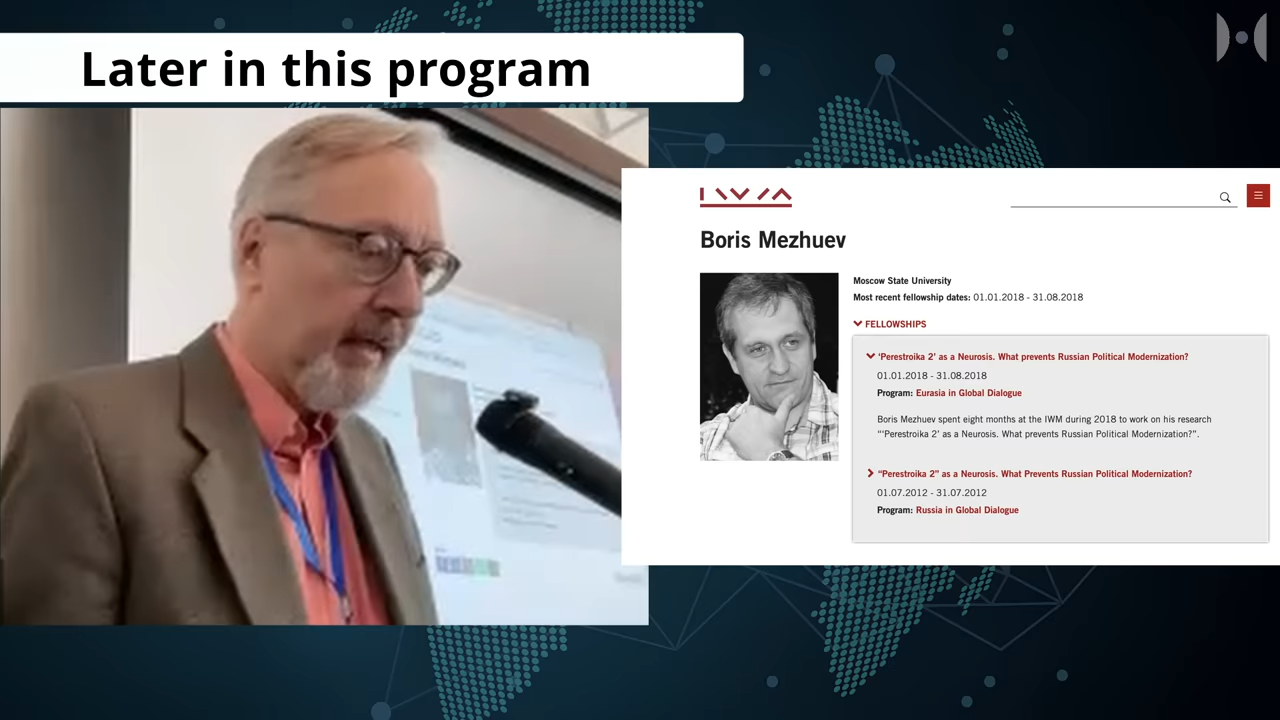 Later in this program
IWM
Boris Mezhuev
Moscow State University
Most recent fellowship dates: 01.01.2018 - 31.08.2018
FELLOWSHIPS
'Perestroika 2' as a Neurosis. What prevents Russian Political Modernization?
01.01.2018 - 31.08.2018
Program: Eurasia in Global Dialogue
Boris Mezhuev spent eight months at the IWM during 2018 to work on his research
"'Perestroika 2' as a Neurosis. What prevents Russian Political Modernization?".
"Perestroika 2" as a Neurosis. What Prevents Russian Political Modernization?
01.07.2012 - 31.07.2012
Program: Russia in Global Dialogue